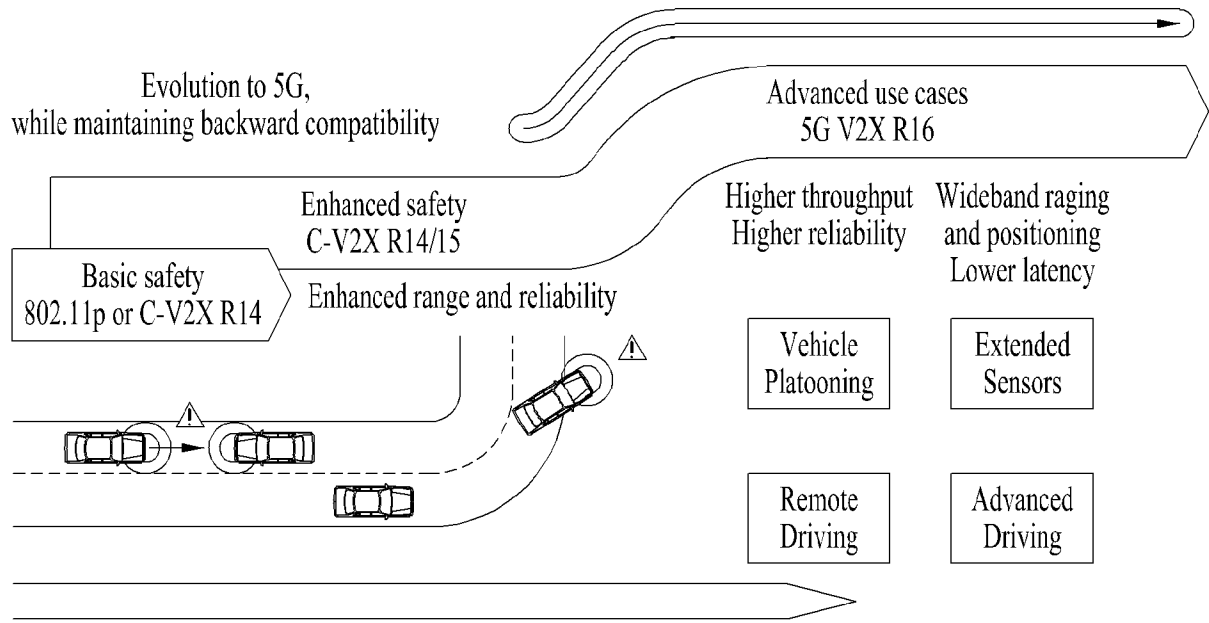 Evolution to 5G,
while maintaining backward compatibility
Advanced use cases
5G V2X R16
Enhanced safety
C-V2X R14/15
Basic safety
802.11p or C-V2X R14
Enhanced range and reliability
Higher throughput
Higher reliability
Wideband raging
and positioning
Lower latency
Vehicle
Platooning
Extended
Sensors
Remote
Driving
Advanced
Driving